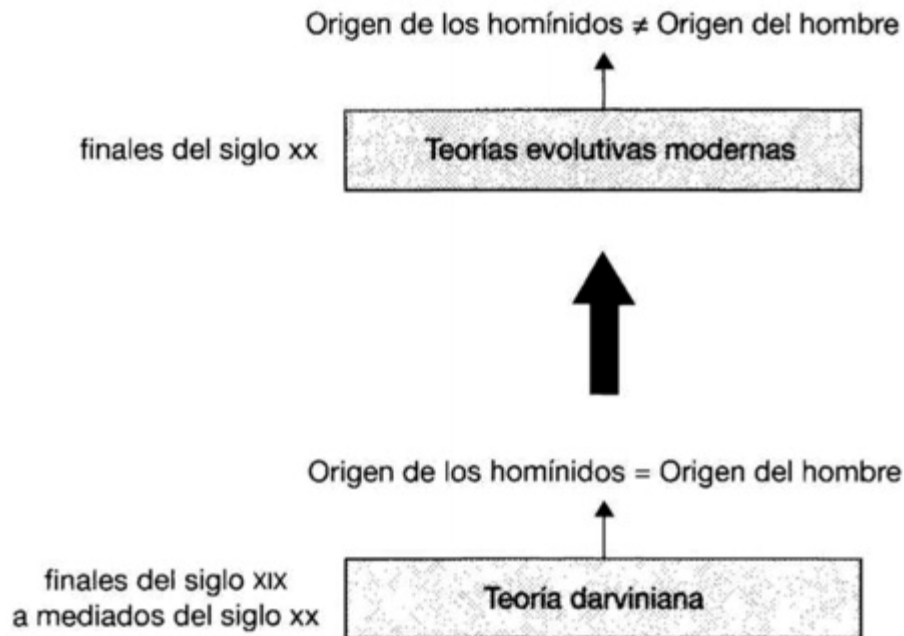 Origen de los homínidos ≠ Origen del hombre
finales del siglo XX
Teorías evolutivas modernas
Origen de los homínidos = Origen del hombre
finales del siglo XIX
a mediados del siglo XX
Teoría darviniana